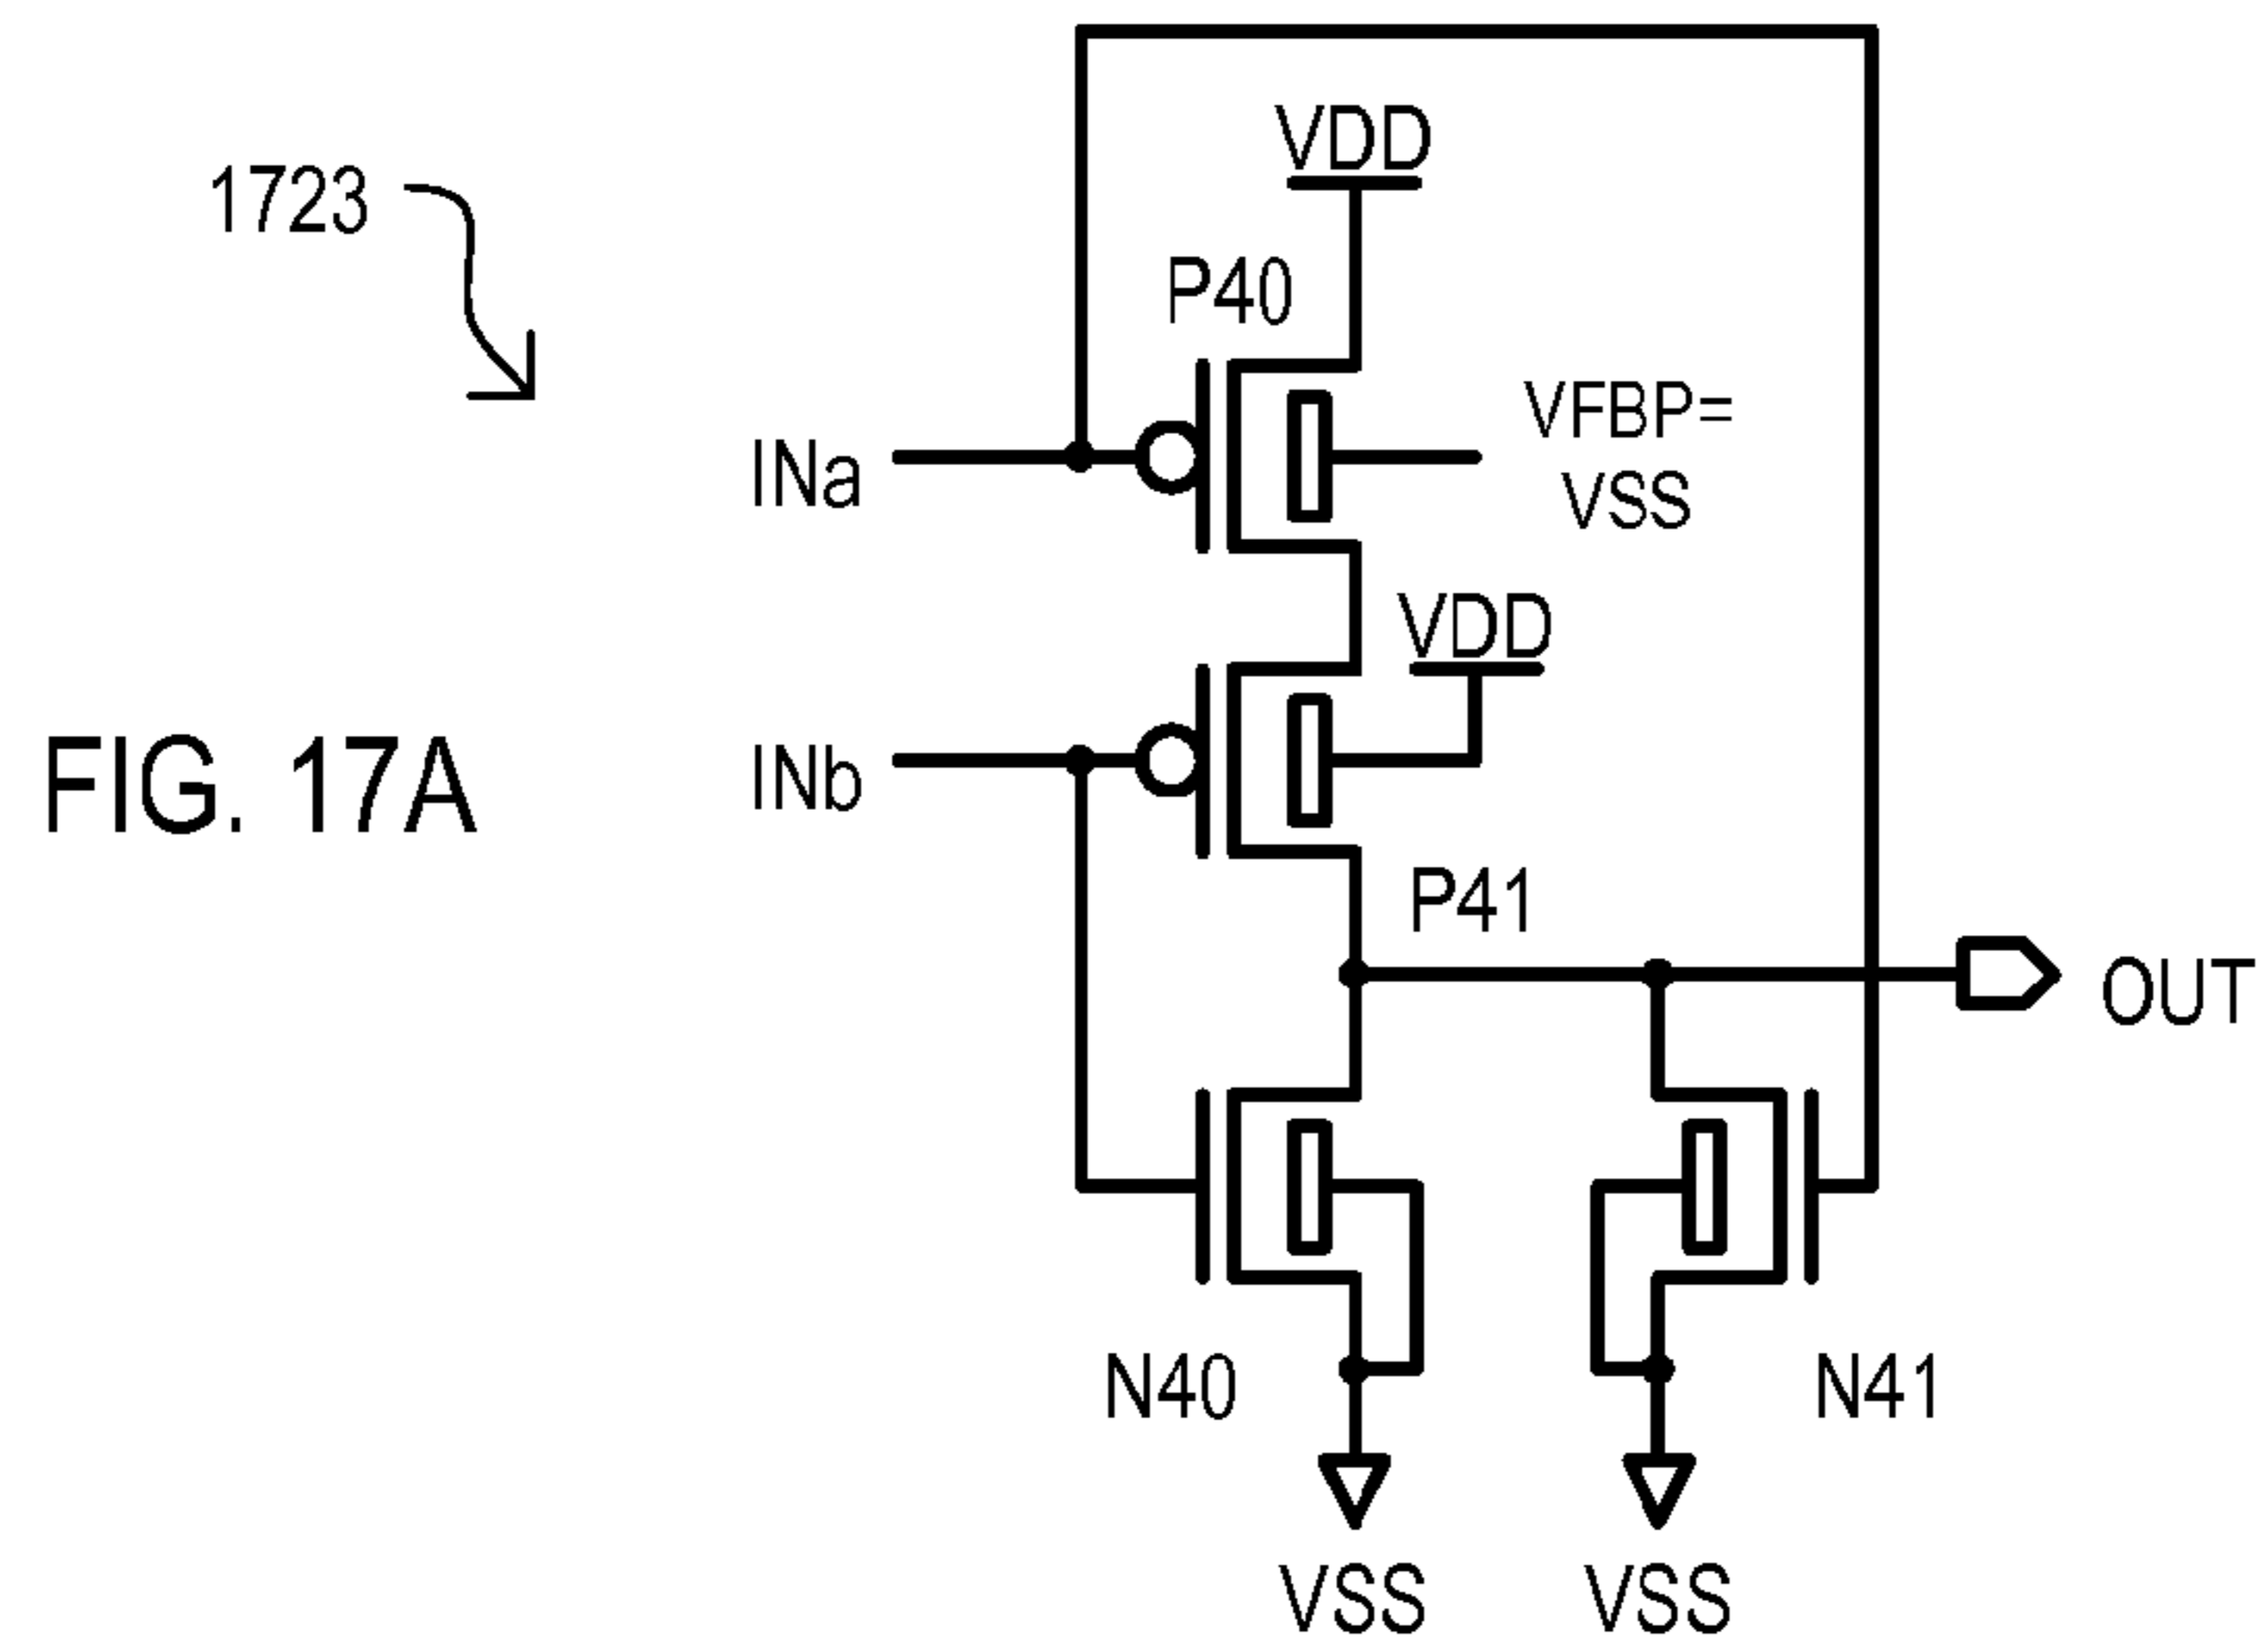 VDD
1723
P40
VFBP=
VSS
INa
VDD
INb
FIG. 17A
P41
OUT
N40
N41
VSS
VSS